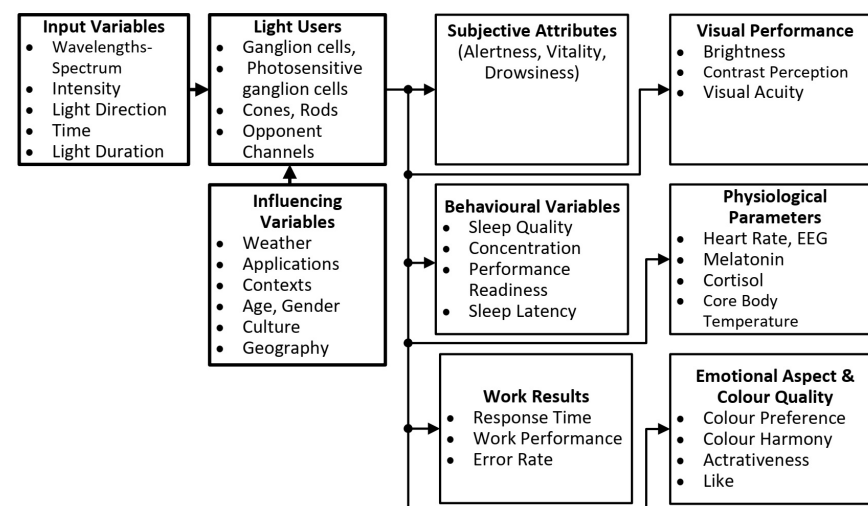 Input Variables
• Wavelengths-
Spectrum
• Intensity
• Light Direction
• Time
• Light Duration
Light Users
• Ganglion cells,
• Photosensitive
ganglion cells
• Cones, Rods
• Opponent
Channels
Influencing
Variables
• Weather
• Applications
• Contexts
• Age, Gender
• Culture
• Geography
Subjective Attributes
(Alertness, Vitality,
Drowsiness)
Visual Performance
• Brightness
• Contrast Perception
• Visual Acuity
Behavioural Variables
• Sleep Quality
• Concentration
• Performance
Readiness
• Sleep Latency
Physiological
Parameters
• Heart Rate, EEG
• Melatonin
• Cortisol
• Core Body
Temperature
Work Results
• Response Time
• Work Performance
• Error Rate
Emotional Aspect &
Colour Quality
• Colour Preference
• Colour Harmony
• Actrativeness
• Like